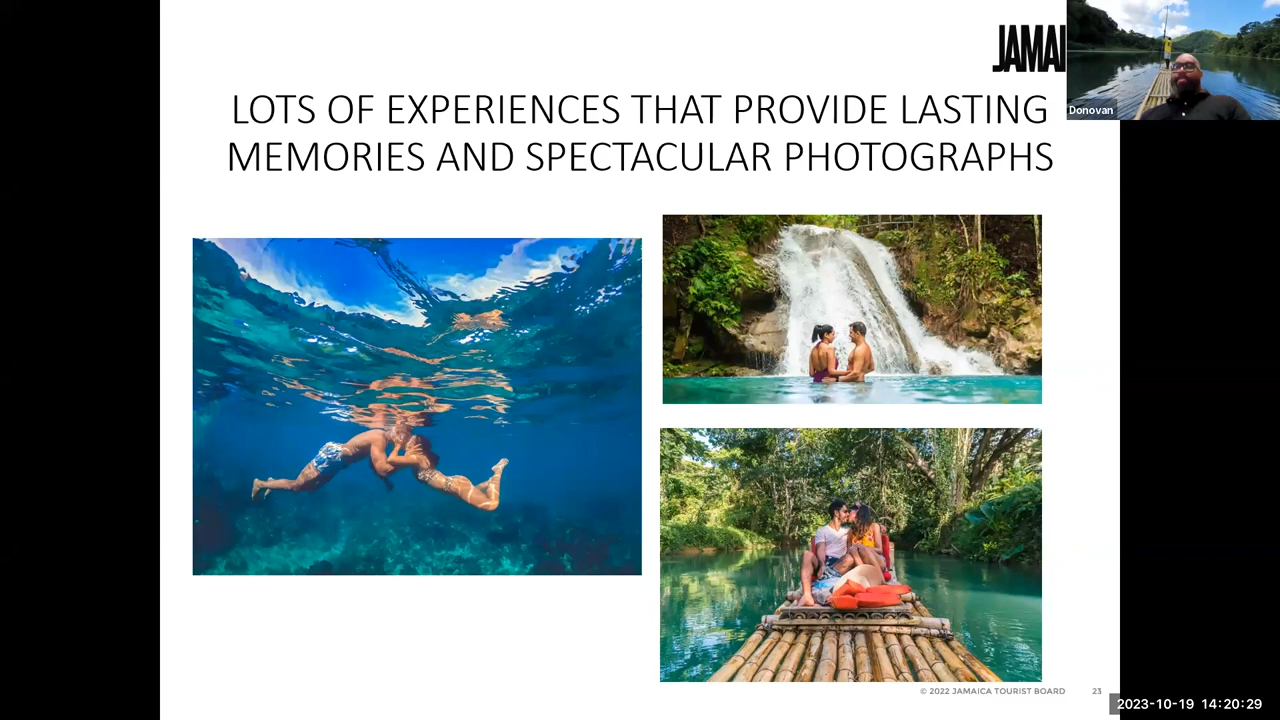 JAMAI
Donovan
LOTS OF EXPERIENCES THAT PROVIDE LASTING
MEMORIES AND SPECTACULAR PHOTOGRAPHS
© 2022 JAMAICA TOURIST BOARD 23
2023-10-19 14:20:29